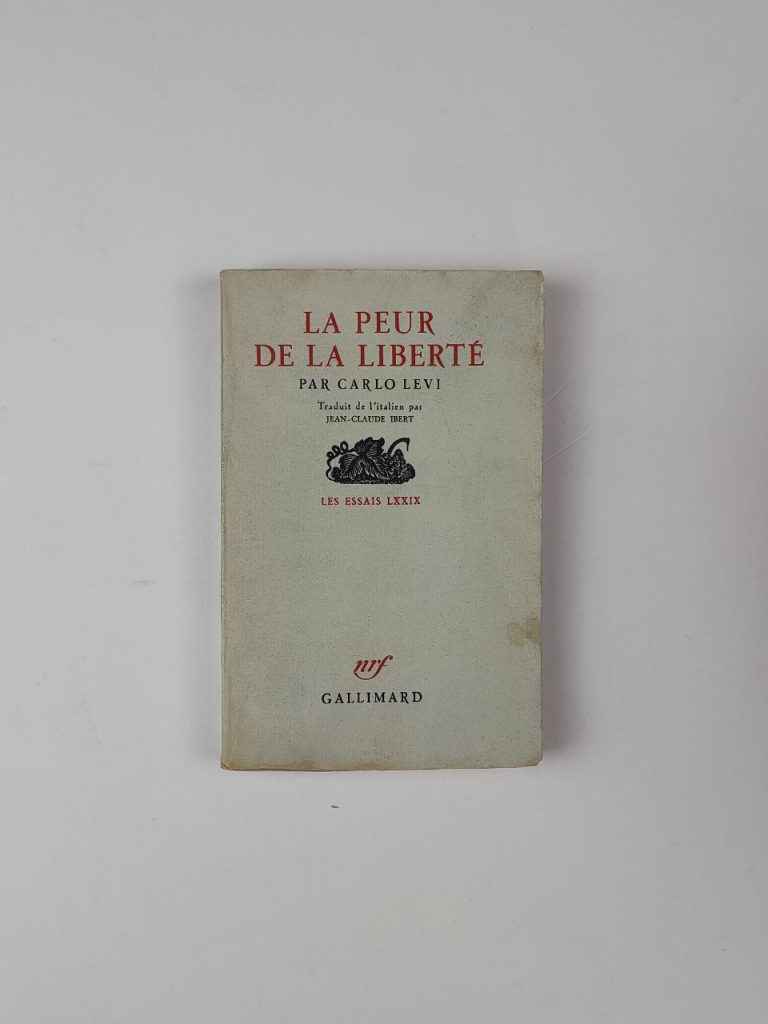 LA PEUR
DE LA LIBERTÉ
PAR CARLO LEVI
Traduit de l'italien par
JEAN-CLAUDE IBERT
LES ESSAIS LXXIX
nrf
GALLIMARD